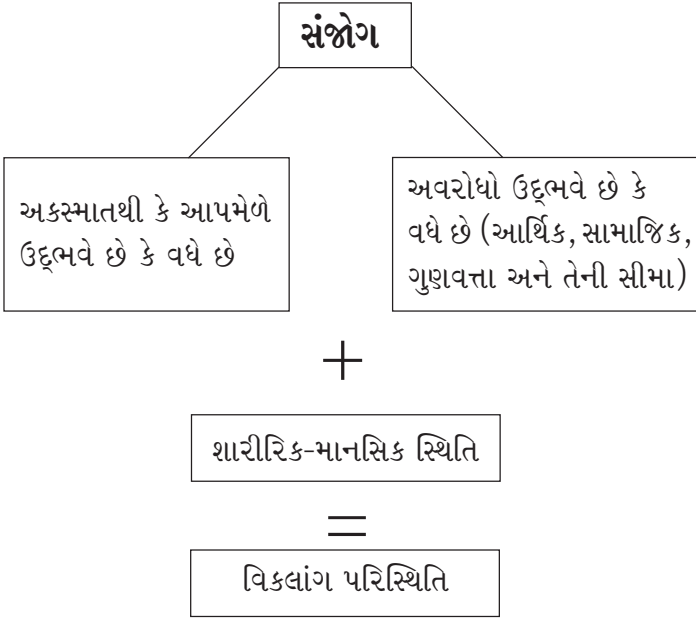 સંજોગ
અકસ્માતથી કે આપમેળે
ઉદ્ભવે છે કે વધે છે
અવરોધો ઉદ્ભવે છે કે
વધે છે (આર્થિક, સામાજિક,
ગુણવત્તા અને તેની સીમા)
+
શારીરિક-માનસિક સ્થિતિ
=
વિકલાંગ પરિસ્થિતિ